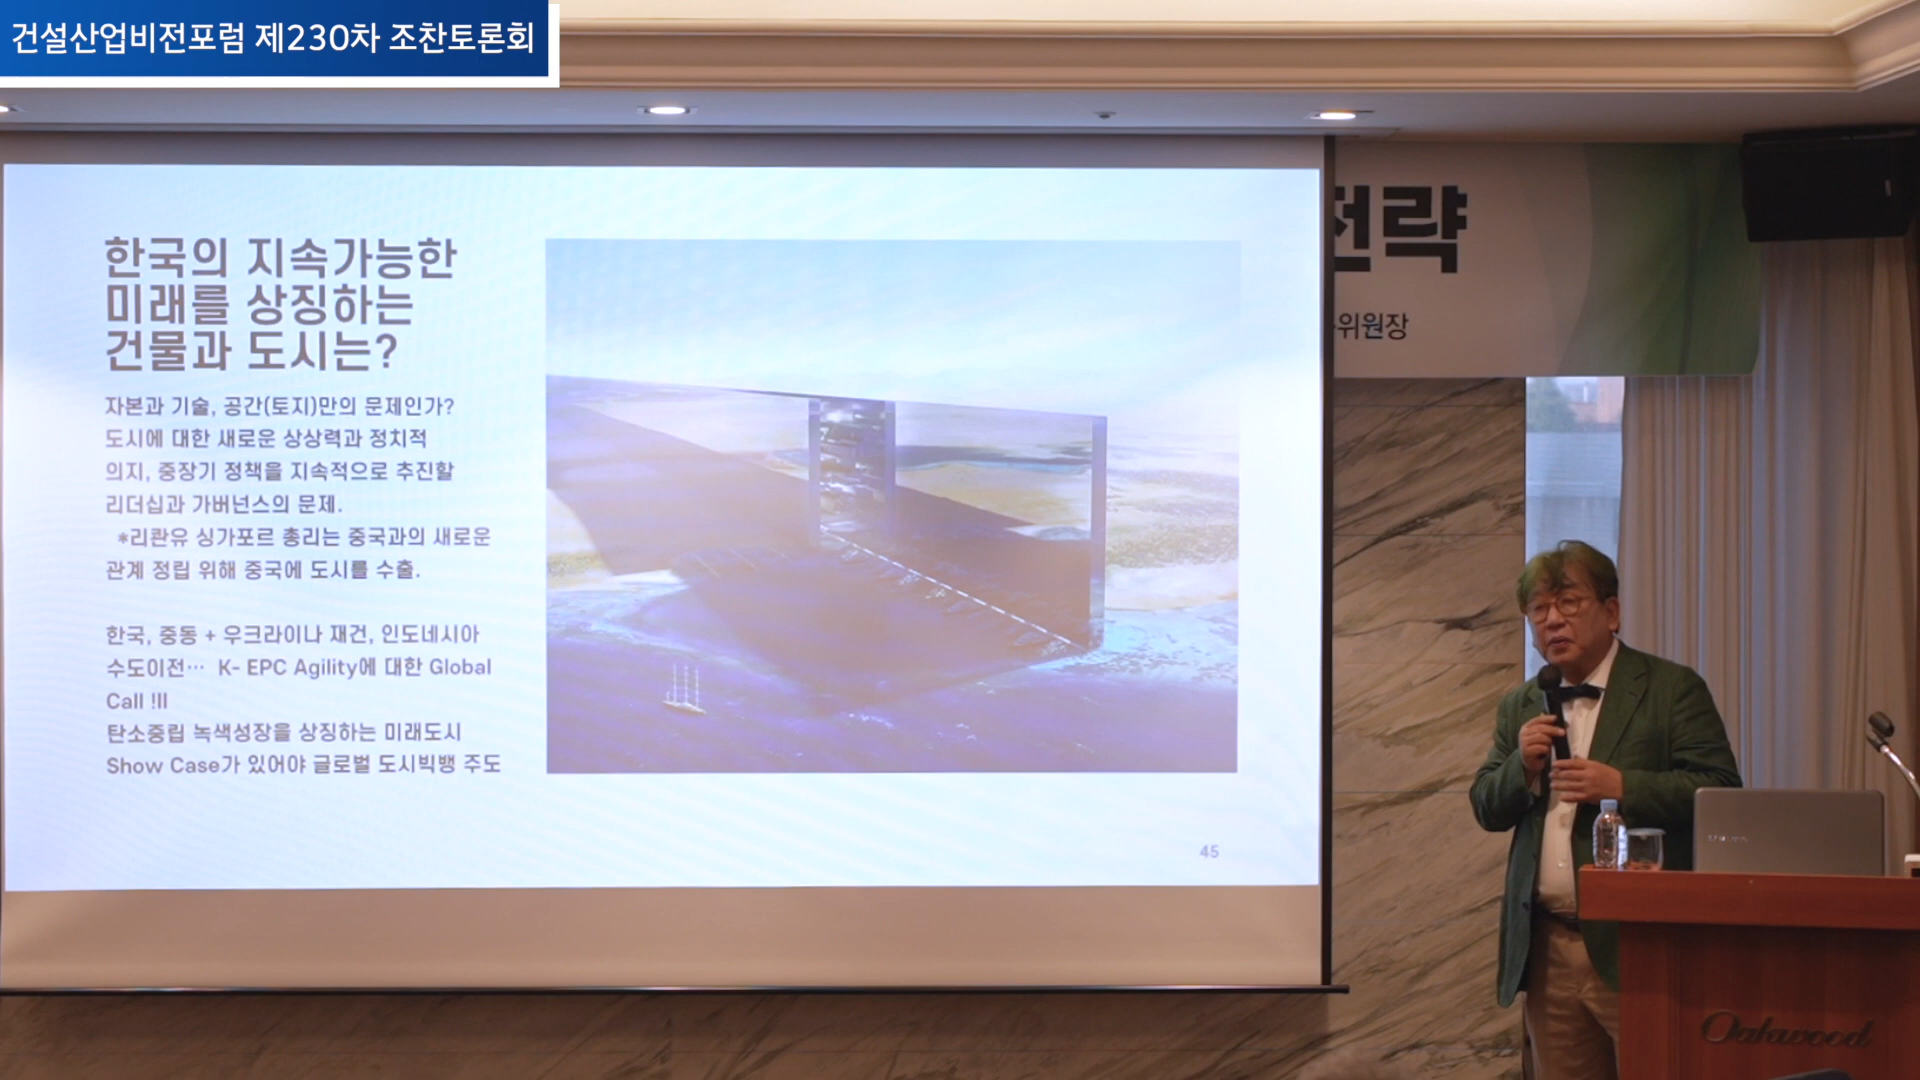 건설산업비전포럼 제230차 조찬토론회
전략
위원장
한국의 지속가능한
미래를 상징하는
건물과 도시는?
자본과 기술, 공간(토지)만의 문제인가?
도시에 대한 새로운 상상력과 정치적
의지, 중장기 정책을 지속적으로 추진할
리더십과 가버넌스의 문제.
*리콴유 싱가포르 총리는 중국과의 새로운
관계 정립 위해 중국에 도시를 수출.
한국, 중동 + 우크라이나 재건, 인도네시아
수도이전… K- EPC Agility에 대한 Global
Call !!!
탄소중립 녹색성장을 상징하는 미래도시
Show Case가 있어야 글로벌 도시빅뱅 주도
45
Oakwood